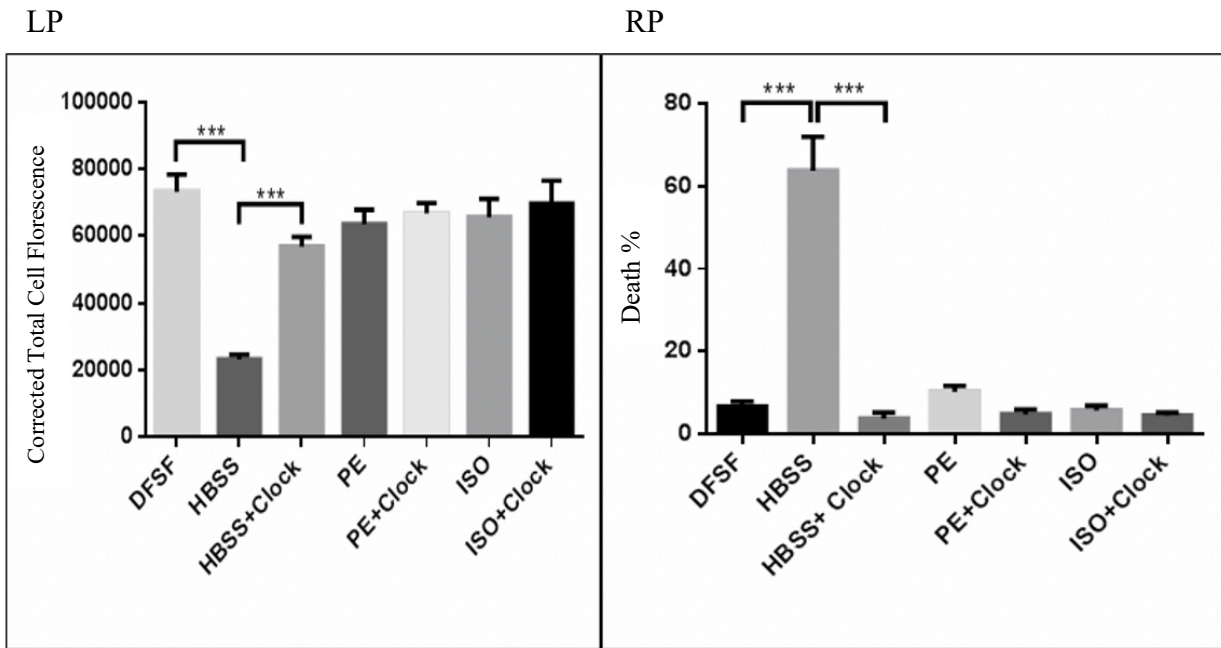 LP
RP
100000
80000
60000
40000
20000
0
Corrected Total Cell Florescence
***
***
DFSF
HBSS
HBSS+Clock
PE
PE+Clock
ISO
ISO+Clock
80
60
40
20
0
Death %
***
***
DFSF
HBSS
HBSS+ Clock
PE
PE+Clock
ISO
ISO+Clock